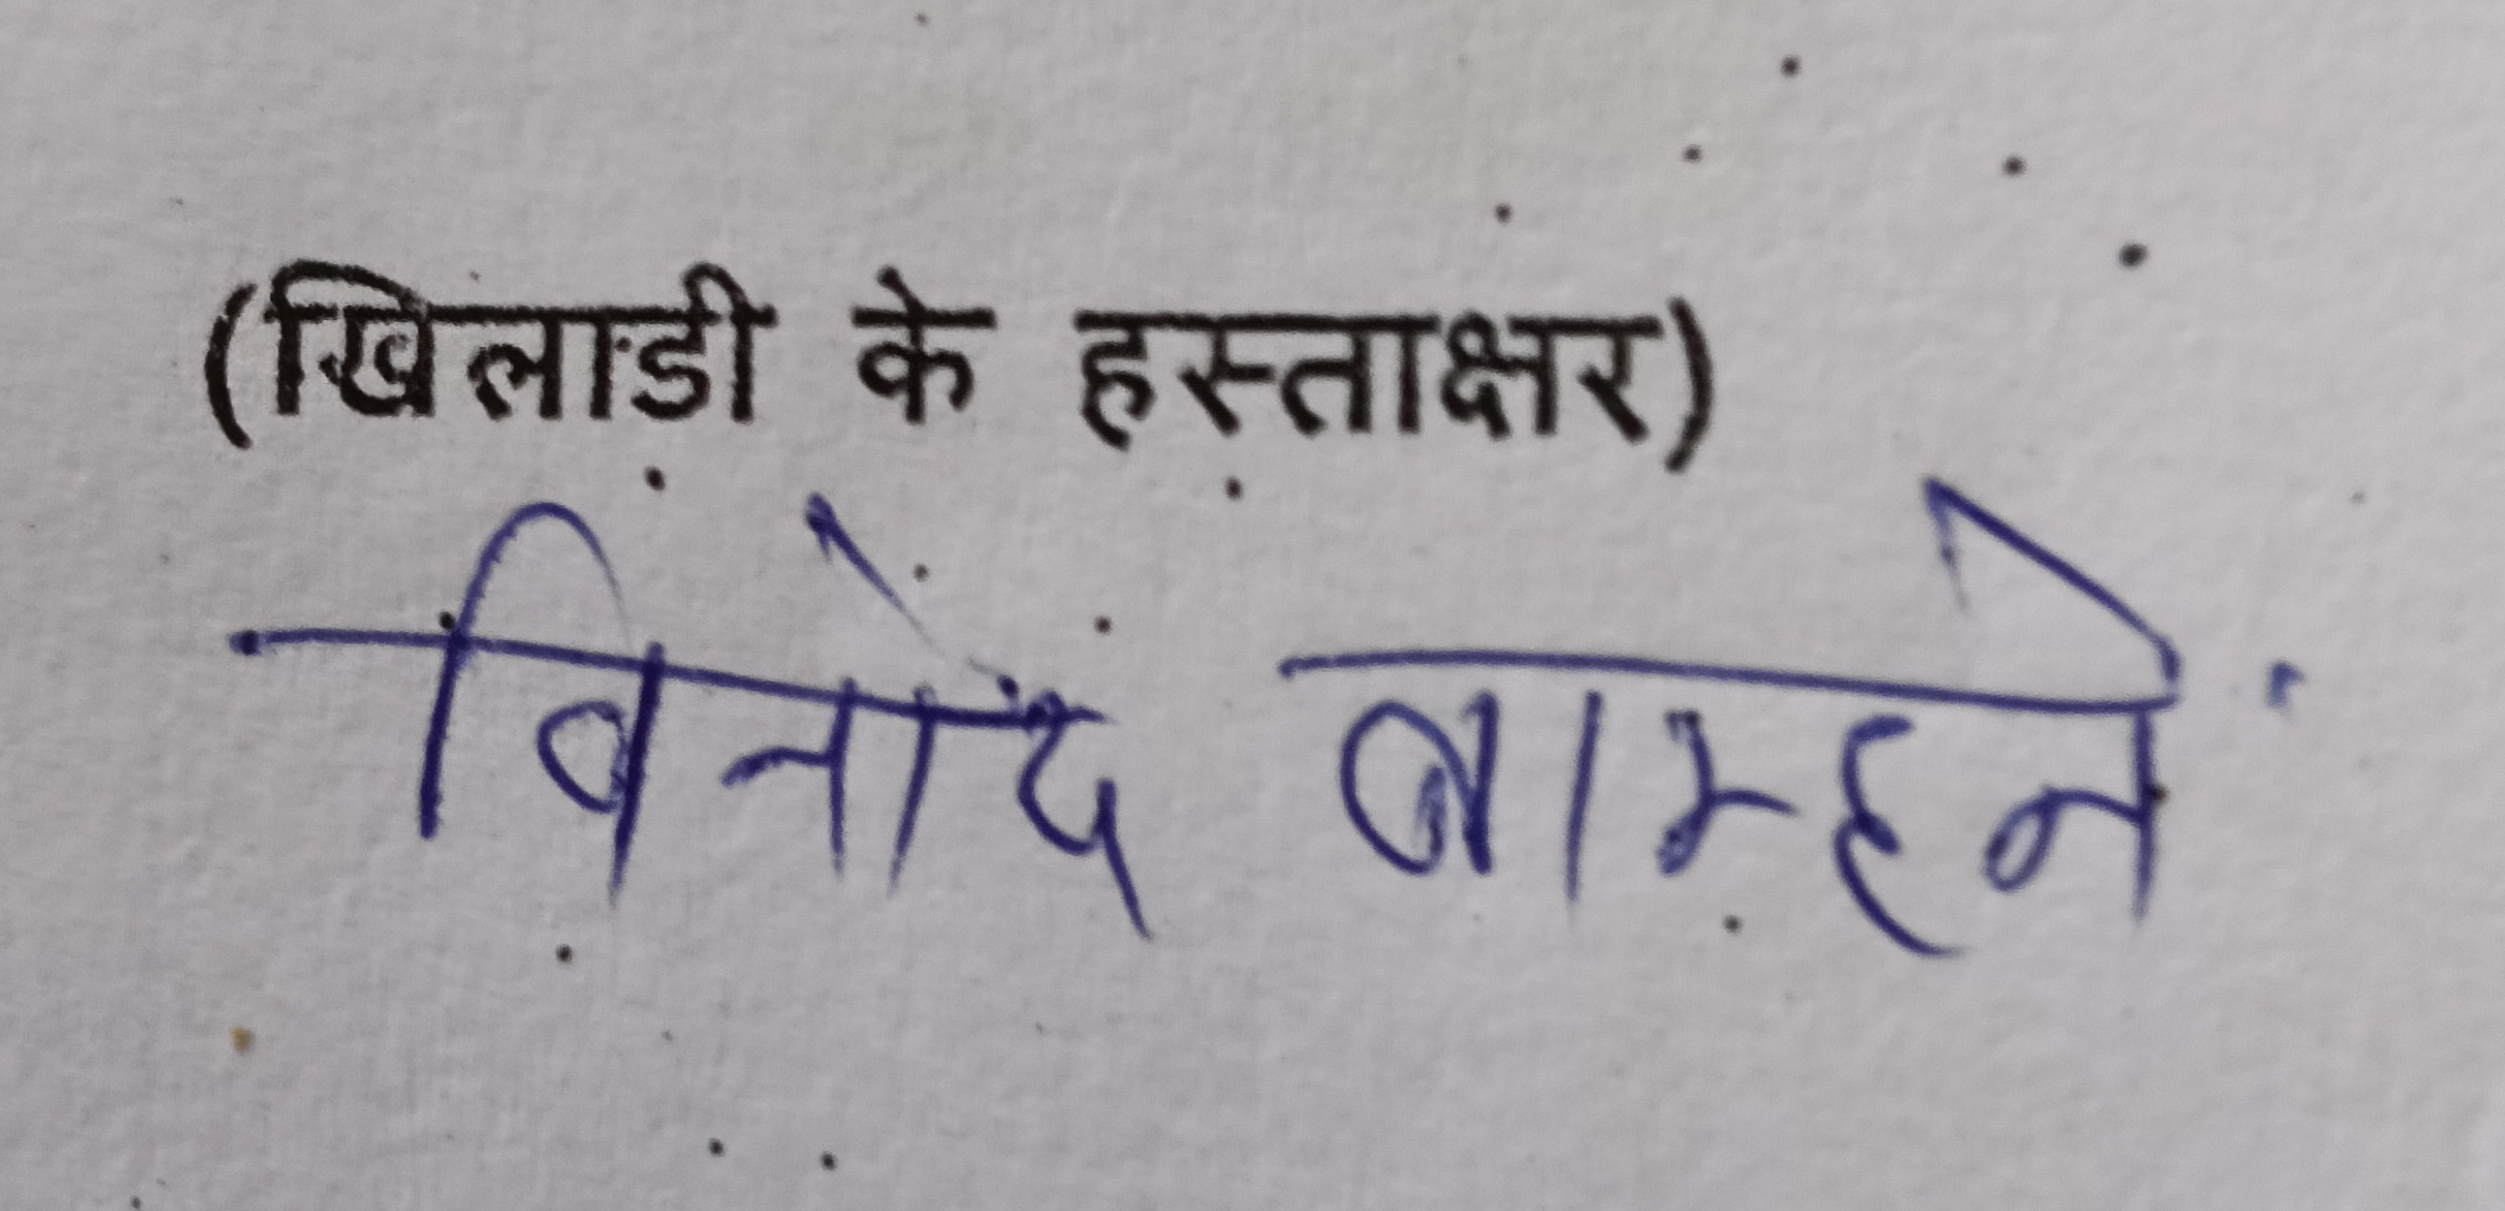 (खिलाडी के हस्ताक्षर)
विनोद बाम्हने